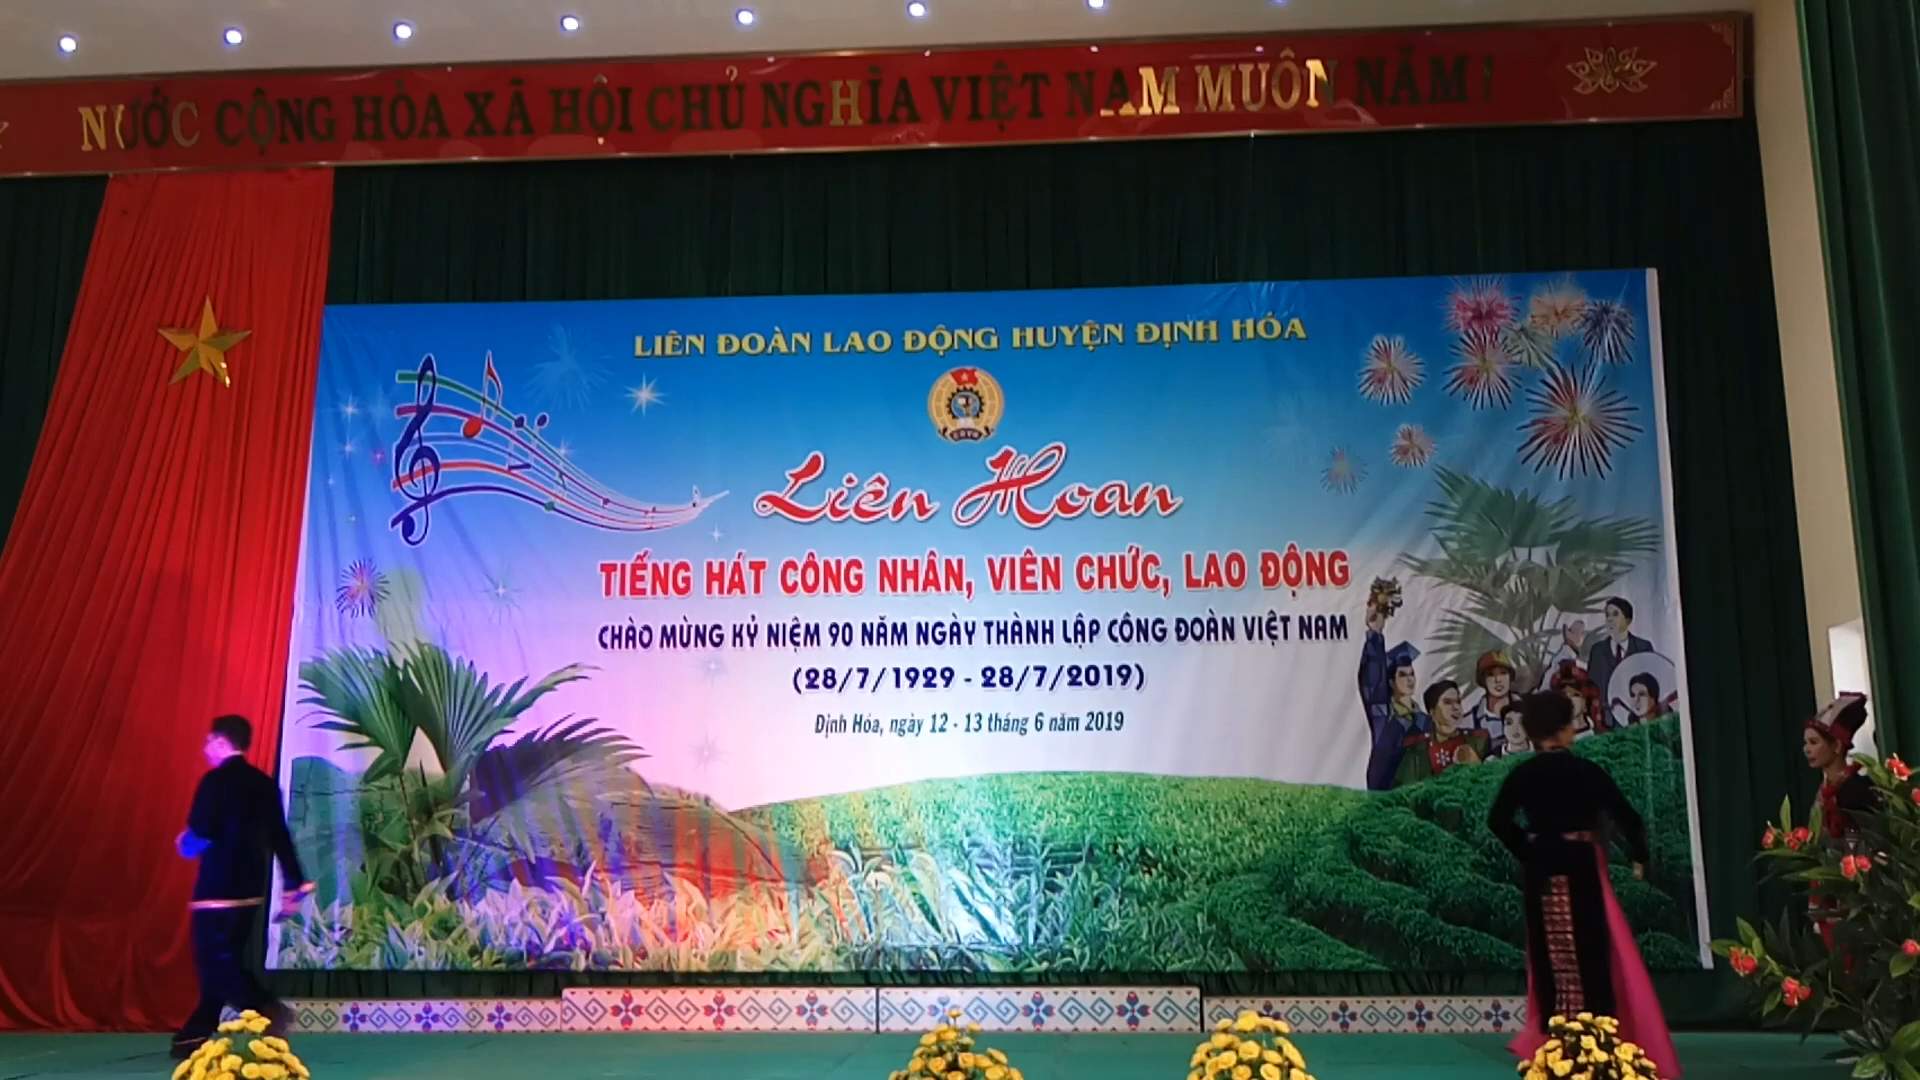 NƯỚC CỘNG HÒA XÃ HỘI CHỦ NGHĨA VIỆT NAM MUÔN NĂM !
LIÊN ĐOÀN LAO ĐỘNG HUYỆN ĐỊNH HÓA
Liên Hoan
TIẾNG HÁT CÔNG NHÂN, VIÊN CHỨC, LAO ĐỘNG
CHÀO MỪNG KỶ NIỆM 90 NĂM NGÀY THÀNH LẬP CÔNG ĐOÀN VIỆT NAM
(28/7/1929 - 28/7/2019)
Định Hóa, ngày 12 - 13 tháng 6 năm 2019